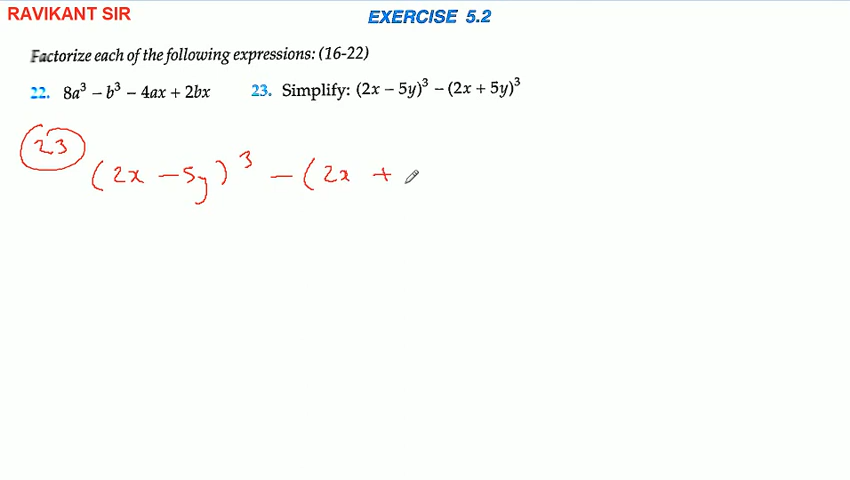 RAVIKANT SIR
EXERCISE 5.2
Factorize each of the following expressions: (16-22)
22. 8a³ − b³ − 4ax + 2bx 23. Simplify: (2x − 5y)³ − (2x + 5y)³
23
(2x − 5y)³ − (2x +